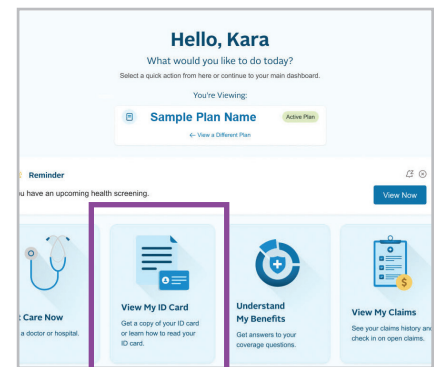 Hello, Kara
What would you like to do today?
Select a quick action from here or continue to your main dashboard.
You're Viewing:
Sample Plan Name
Active Plan
← View a Different Plan
Reminder
u have an upcoming health screening.
View Now
t Care Now
a doctor or hospital.
View My ID Card
Get a copy of your ID card
or learn how to read your
ID card.
Understand
My Benefits
Get answers to your
coverage questions.
View My Claims
See your claims history and
check in on open claims.